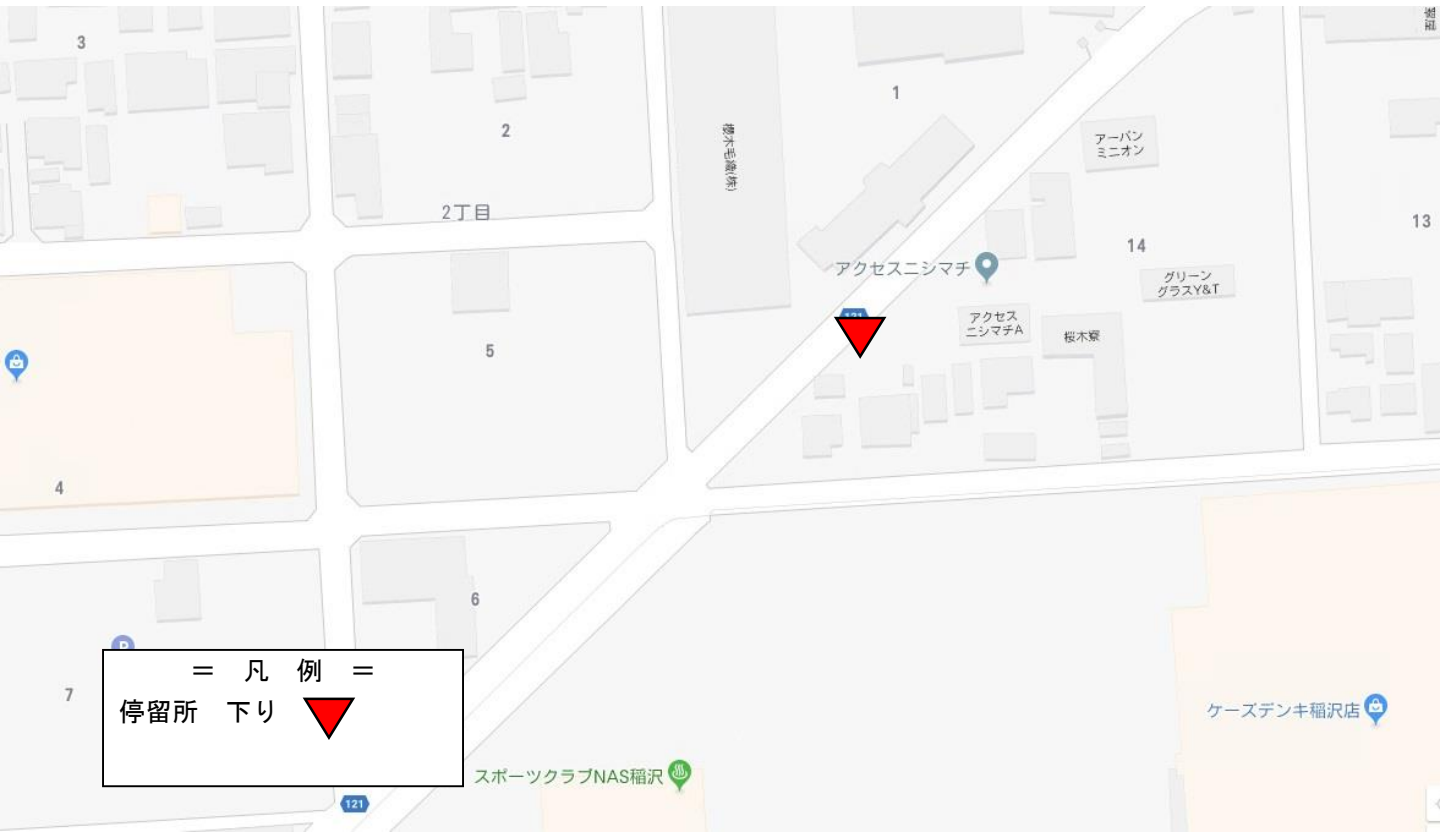 3
1
2
アーバン
ミニオン
櫻木毛織(株)
2丁目
13
14
アクセスニシマチ
グリーン
グラスY&T
121
アクセス
ニシマチA
桜木寮
5
4
6
P
= 凡 例 =
停留所 下り
7
ケーズデンキ稲沢店
スポーツクラブNAS稲沢
121